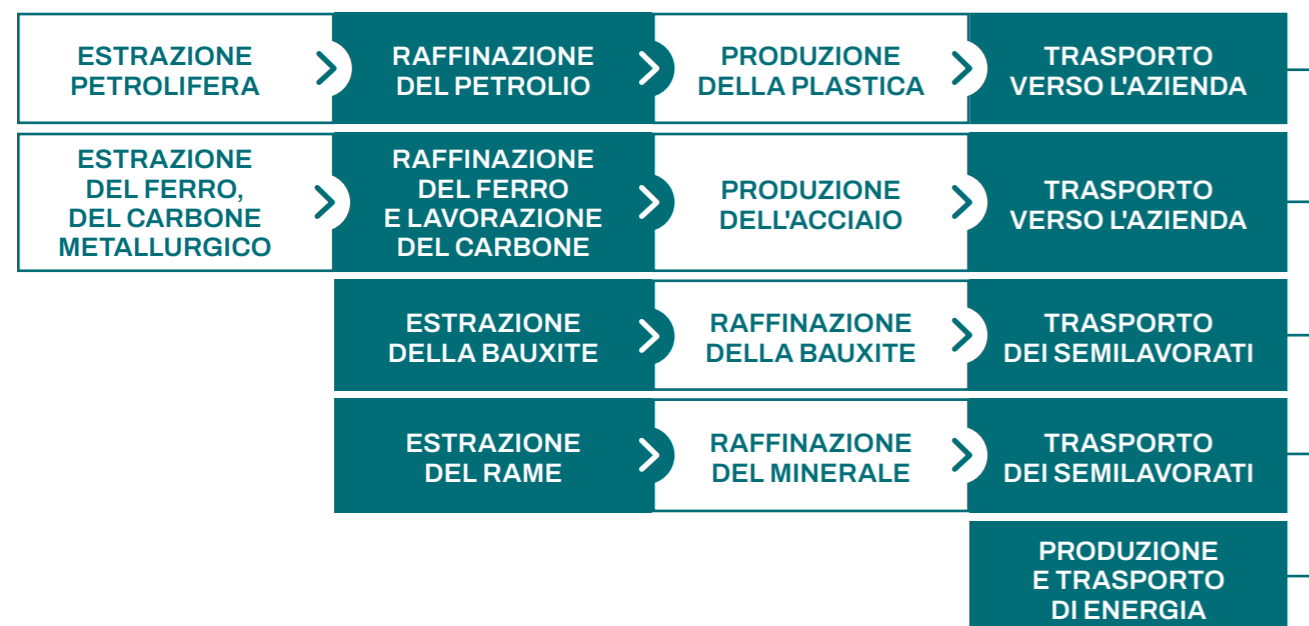 ESTRAZIONE
PETROLIFERA
RAFFINAZIONE
DEL PETROLIO
PRODUZIONE
DELLA PLASTICA
TRASPORTO
VERSO L'AZIENDA
ESTRAZIONE
DEL FERRO,
DEL CARBONE
METALLURGICO
RAFFINAZIONE
DEL FERRO
E LAVORAZIONE
DEL CARBONE
PRODUZIONE
DELL'ACCIAIO
TRASPORTO
VERSO L'AZIENDA
ESTRAZIONE
DELLA BAUXITE
RAFFINAZIONE
DELLA BAUXITE
TRASPORTO
DEI SEMILAVORATI
ESTRAZIONE
DEL RAME
RAFFINAZIONE
DEL MINERALE
TRASPORTO
DEI SEMILAVORATI
PRODUZIONE
E TRASPORTO
DI ENERGIA